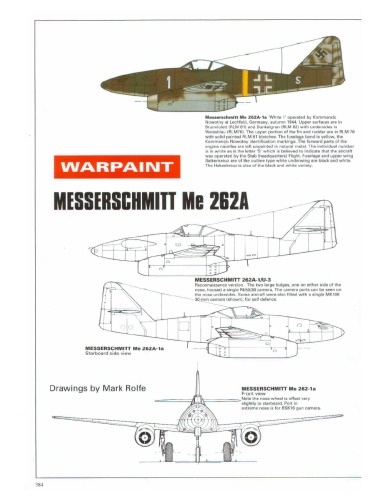 1
S
Messerschmitt Me 262A-1a 'White 1' operated by Kommando
Nowotny at Lechfeld, Germany, autumn 1944. Upper surfaces are in
Braunviolett (RLM 81) and Dunkelgrun (RLM 82) with undersides in
Weissblau (RLM76). The upper portion of the fin and rudder are in RLM 76
with solid painted RLM 81 blotches. The fuselage band is yellow, the
Kommando Nowotny identification markings. The forward parts of the
engine nacelles are left unpainted in natural metal. The individual number
is in white as is the letter 'S' which is believed to indicate that the aircraft
was operated by the Stab (headquarters) flight. Fuselage and upper wing
Balkenkreuz are of the outline type white underwing are black and white.
The Hakenkreuz is also of the black and white variety.
WARPAINT
MESSERSCHMITT Me 262A
MESSERSCHMITT 262A-1/U-3
Reconnaissance version. The two large bulges, one on either side of the
nose, housed a single RB50/30 camera. The camera ports can be seen on
the nose undersides. Some aircraft were also fitted with a single MK108
30 mm cannon (shown), for self defence.
MESSERSCHMITT Me 262A-1a
Starboard side view
Drawings by Mark Rolfe
MESSERSCHMITT Me 262-1a
Front view
Note the nose wheel is offset very
slightly to starboard. Port in
extreme nose is for BSK16 gun camera.
384